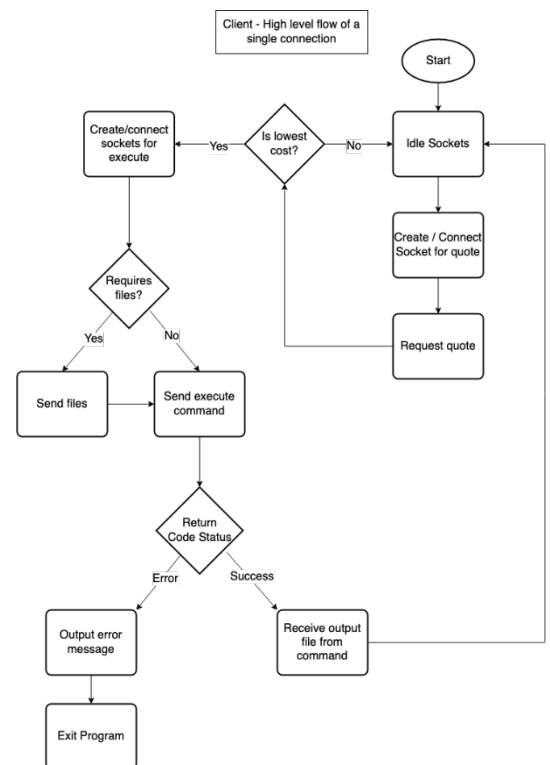 Client - High level flow of a
single connection
Start
Create/connect
sockets for
execute
Yes
Is lowest
cost?
No
Idle Sockets
Create / Connect
Socket for quote
Request quote
Requires
files?
Yes
No
Send files
Send execute
command
Return
Code Status
Error
Success
Output error
message
Receive output
file from
command
Exit Program